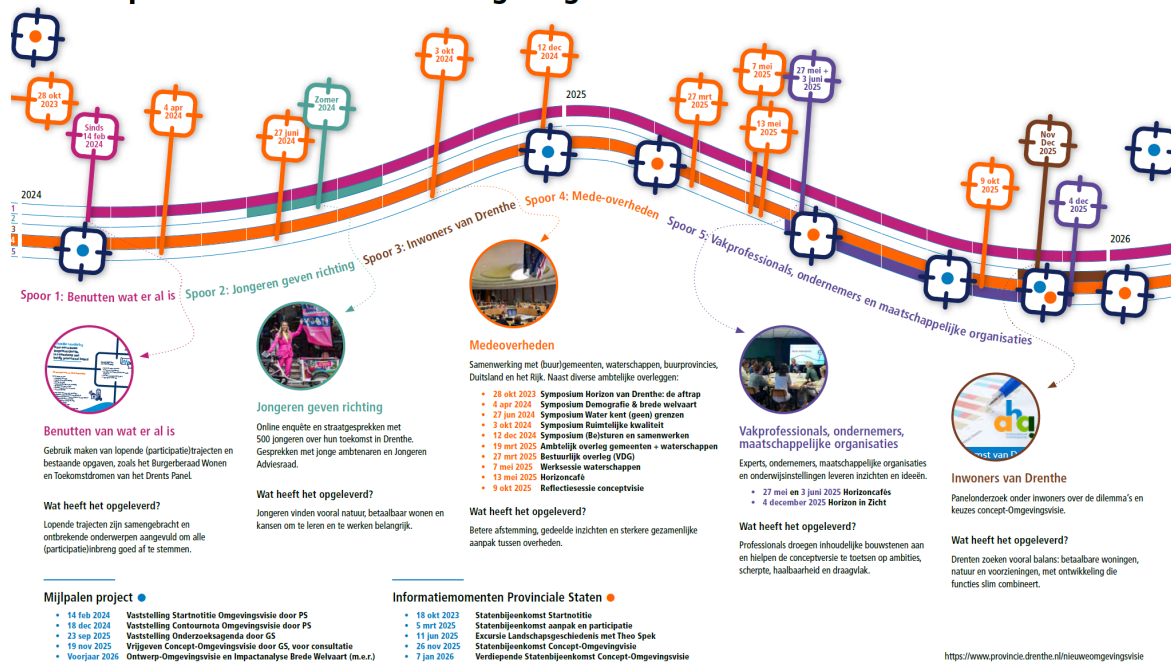 28 okt
2023
Sinds
14 feb
2024
4 apr
2024
27 juni
2024
Zomer
2024
3 okt
2024
12 dec
2024
27 mrt
2025
7 mei
2025
13 mei
2025
27 mei +
3 juni
2025
9 okt
2025
Nov
Dec
2025
4 dec
2025
2024
2025
2026
1
2
3
4
5
Spoor 1: Benutten wat er al is
Spoor 2: Jongeren geven richting
Spoor 3: Inwoners van Drenthe
Spoor 4: Mede-overheden
Spoor 5: Vakprofessionals, ondernemers en maatschappelijke organisaties
Benutten van wat er al is
Gebruik maken van lopende (participatie)trajecten en
bestaande opgaven, zoals het Burgerberaad Wonen
en Toekomstdromen van het Drents Panel.
Wat heeft het opgeleverd?
Lopende trajecten zijn samengebracht en
ontbrekende onderwerpen aangevuld om alle
(participatie)inbreng goed af te stemmen.
Jongeren geven richting
Online enquête en straatgesprekken met
500 jongeren over hun toekomst in Drenthe.
Gesprekken met jonge ambtenaren en Jongeren
Adviesraad.
Wat heeft het opgeleverd?
Jongeren vinden vooral natuur, betaalbaar wonen en
kansen om te leren en te werken belangrijk.
Medeoverheden
Samenwerking met (buur)gemeenten, waterschappen, buurprovincies,
Duitsland en het Rijk. Naast diverse ambtelijke overleggen:
• 28 okt 2023 Symposium Horizon van Drenthe: de aftrap
• 4 apr 2024 Symposium Demografie & brede welvaart
• 27 jun 2024 Symposium Water kent (geen) grenzen
• 3 okt 2024 Symposium Ruimtelijke kwaliteit
• 12 dec 2024 Symposium (Be)sturen en samenwerken
• 19 mrt 2025 Ambtelijk overleg gemeenten + waterschappen
• 27 mrt 2025 Bestuurlijk overleg (VDG)
• 7 mei 2025 Werksessie waterschappen
• 13 mei 2025 Horizoncafé
• 9 okt 2025 Reflectiesessie conceptvisie
Wat heeft het opgeleverd?
Betere afstemming, gedeelde inzichten en sterkere gezamenlijke
aanpak tussen overheden.
Vakprofessionals, ondernemers,
maatschappelijke organisaties
Experts, ondernemers, maatschappelijke organisaties
en onderwijsinstellingen leveren inzichten en ideeën.
• 27 mei en 3 juni 2025 Horizoncafés
• 4 december 2025 Horizon in Zicht
Wat heeft het opgeleverd?
Professionals droegen inhoudelijke bouwstenen aan
en hielpen de conceptversie te toetsen op ambities,
scherpte, haalbaarheid en draagvlak.
Inwoners van Drenthe
Panelonderzoek onder inwoners over de dilemma's en
keuzes concept-Omgevingsvisie.
Wat heeft het opgeleverd?
Drenten zoeken vooral balans: betaalbare woningen,
natuur en voorzieningen, met ontwikkeling die
functies slim combineert.
Mijlpalen project
• 14 feb 2024 Vaststelling Startnotitie Omgevingsvisie door PS
• 18 dec 2024 Vaststelling Contournota Omgevingsvisie door PS
• 23 sep 2025 Vaststelling Onderzoeksagenda door GS
• 19 nov 2025 Vrijgeven Concept-Omgevingsvisie door GS, voor consultatie
• Voorjaar 2026 Ontwerp-Omgevingsvisie en Impactanalyse Brede Welvaart (m.e.r.)
Informatiemomenten Provinciale Staten
• 18 okt 2023 Statenbijeenkomst Startnotitie
• 5 mrt 2025 Statenbijeenkomst aanpak en participatie
• 11 jun 2025 Excursie Landschapsgeschiedenis met Theo Spek
• 26 nov 2025 Statenbijeenkomst Concept-Omgevingsvisie
• 7 jan 2026 Verdiepende Statenbijeenkomst Concept-Omgevingsvisie
https://www.provincie.drenthe.nl/nieuweomgevingsvisie